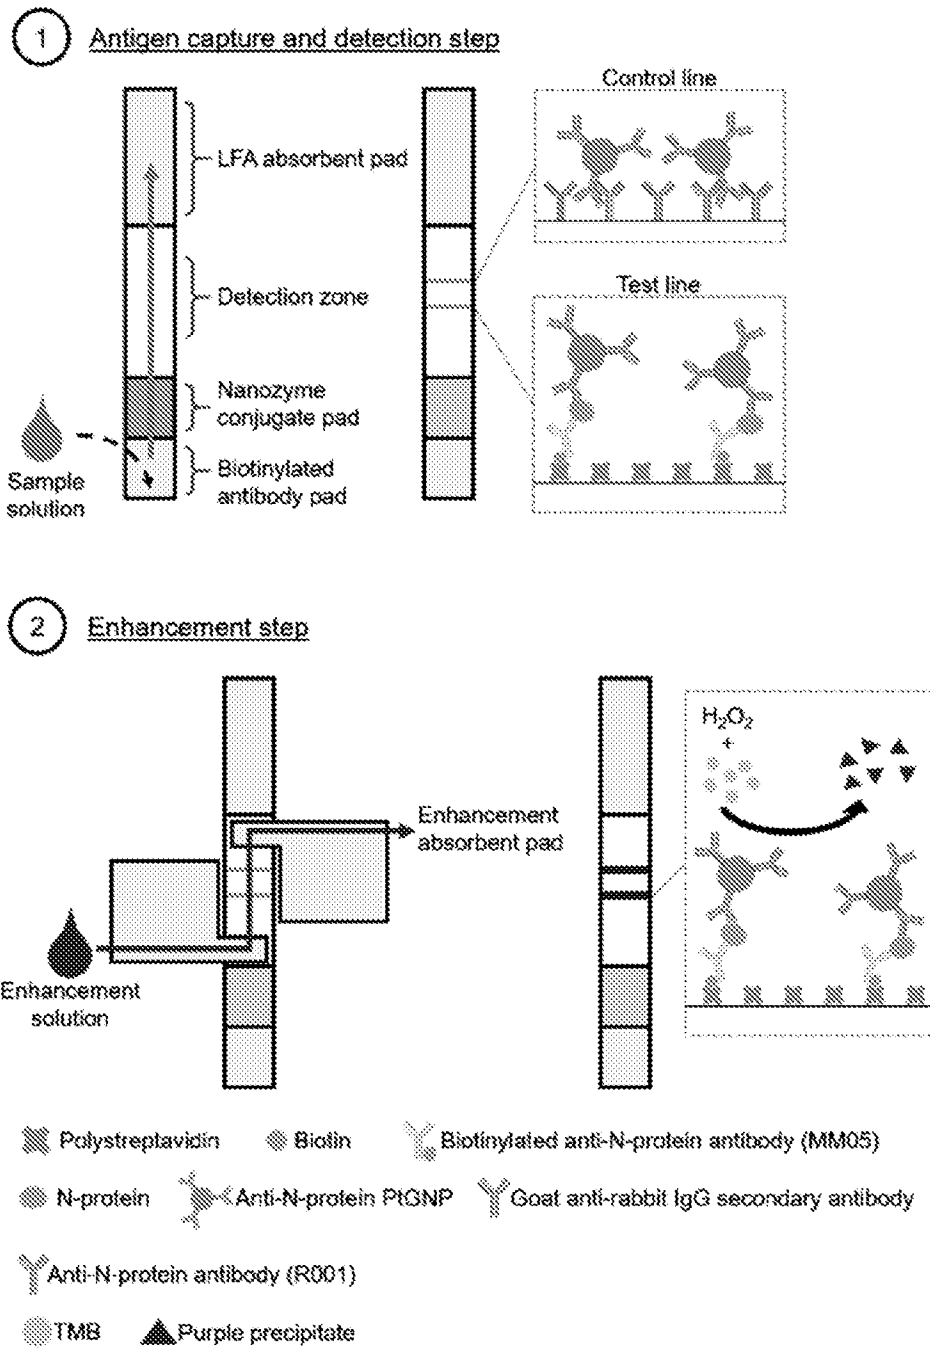 1 Antigen capture and detection step
Control line
LFA absorbent pad
Detection zone
Test line
Nanozyme
conjugate pad
Sample
solution
Biotinylated
antibody pad
2 Enhancement step
H₂O₂
+
Enhancement
absorbent pad
Enhancement
solution
Polystreptavidin Biotin Biotinylated anti-N-protein antibody (MM05)
N-protein Anti-N-protein PtGNP Goat anti-rabbit IgG secondary antibody
Anti-N-protein antibody (R001)
TMB Purple precipitate